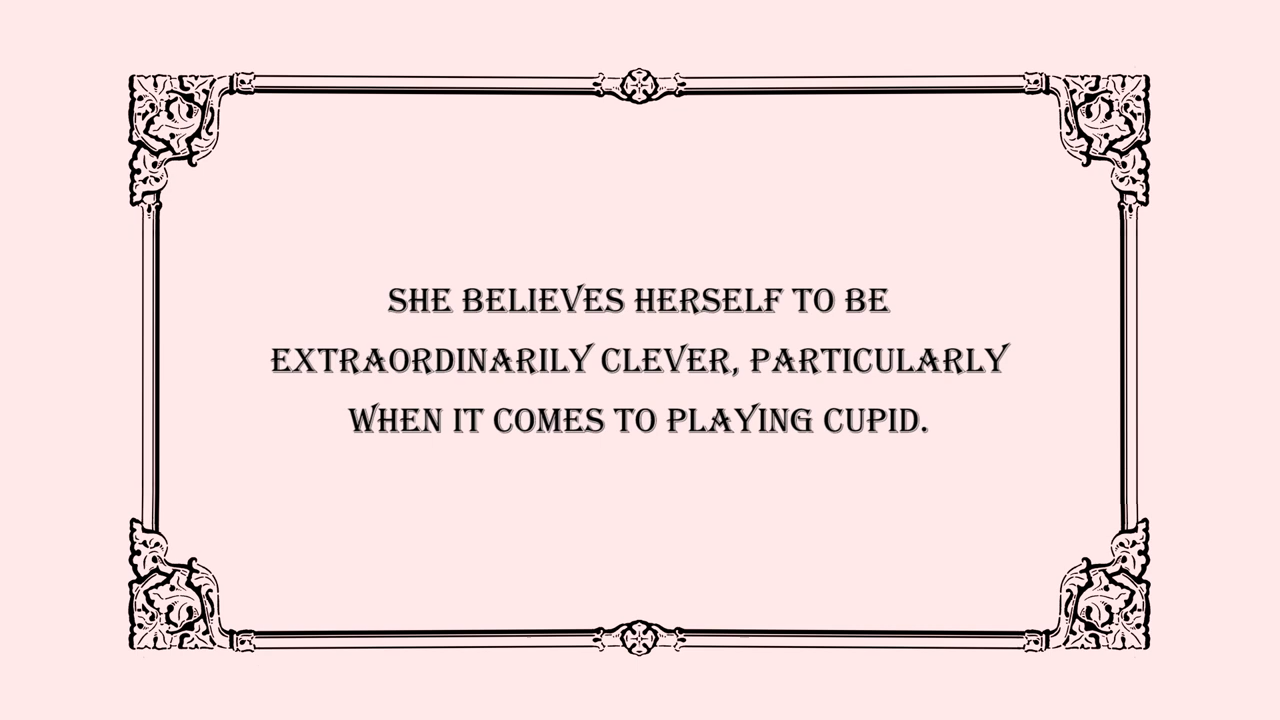 SHE BELIEVES HERSELF TO BE
EXTRAORDINARILY CLEVER, PARTICULARLY
WHEN IT COMES TO PLAYING CUPID.